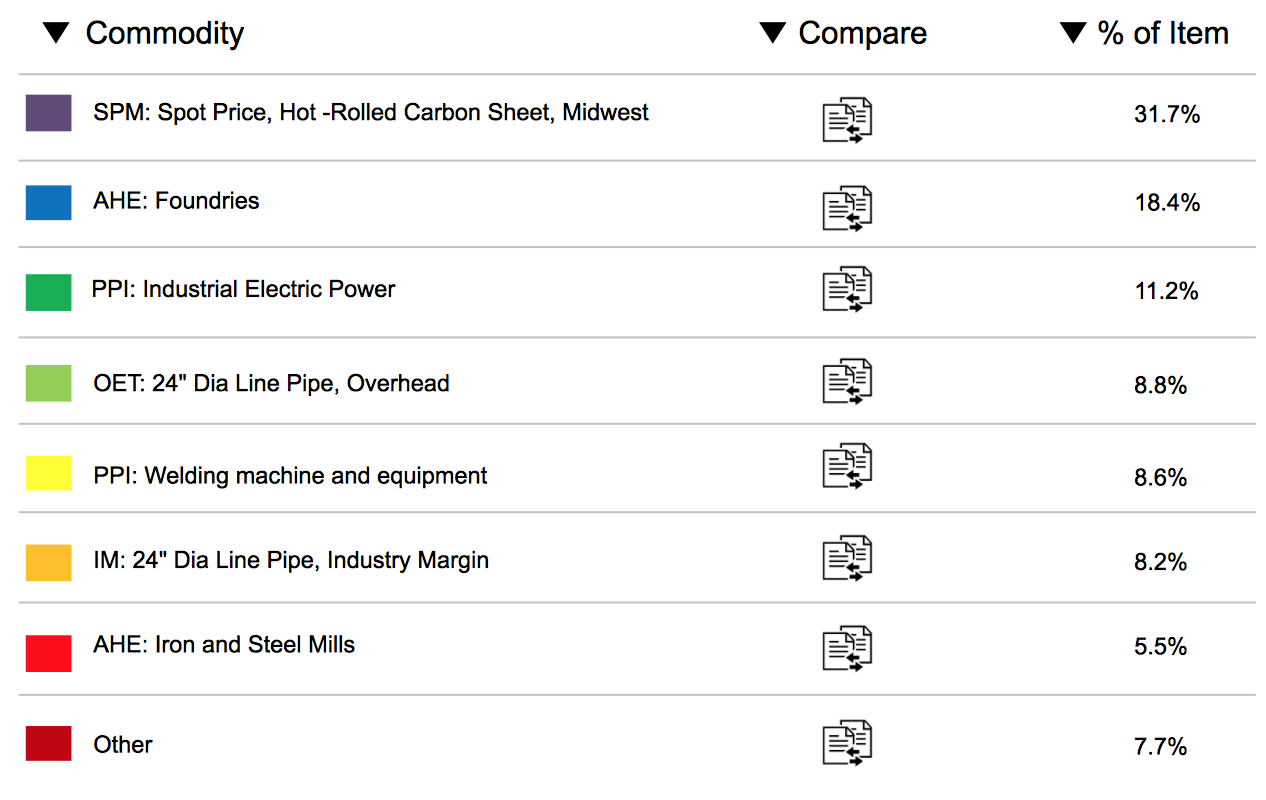 ▼ Commodity ▼ Compare ▼ % of Item
SPM: Spot Price, Hot -Rolled Carbon Sheet, Midwest 31.7%
AHE: Foundries 18.4%
PPI: Industrial Electric Power 11.2%
OET: 24" Dia Line Pipe, Overhead 8.8%
PPI: Welding machine and equipment 8.6%
IM: 24" Dia Line Pipe, Industry Margin 8.2%
AHE: Iron and Steel Mills 5.5%
Other 7.7%